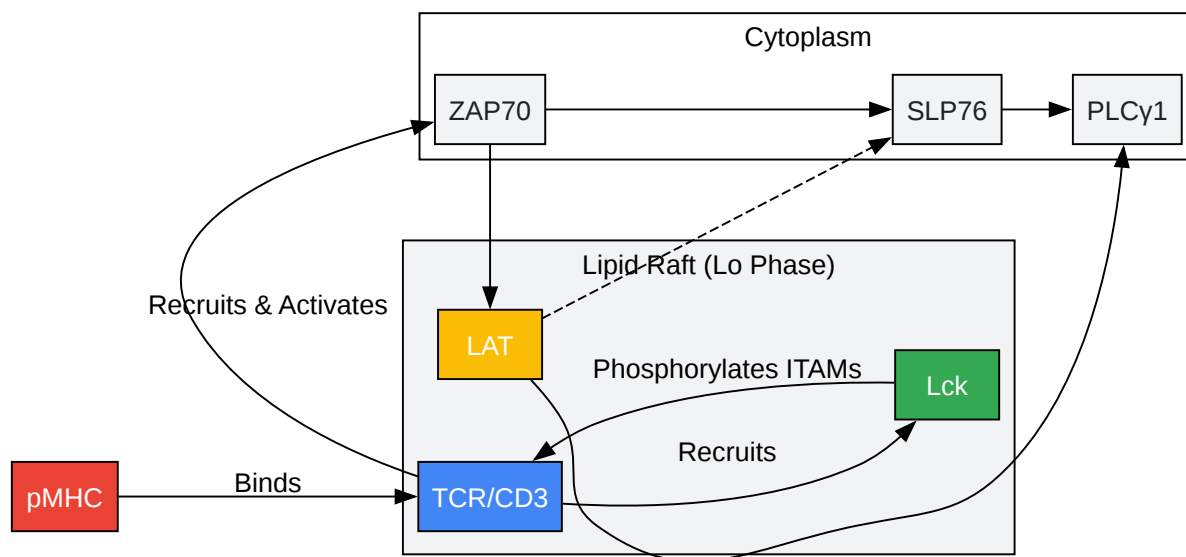 Cytoplasm
ZAP70
SLP76
PLCγ1
Lipid Raft (Lo Phase)
Recruits & Activates
LAT
Phosphorylates ITAMs
Lck
Recruits
pMHC
Binds
TCR/CD3